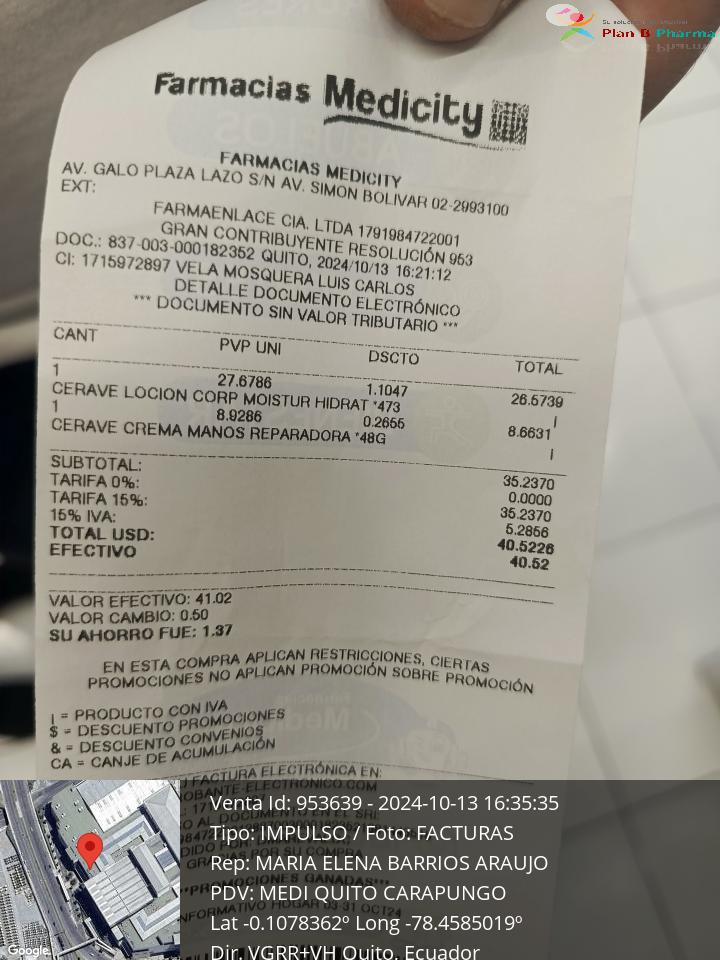 Su solución
Plan B Pharma
Farmacias Medicity
FARMACIAS MEDICITY
AV. GALO PLAZA LAZO S/N AV. SIMON BOLIVAR 02-2993100
EXT:
FARMAENLACE CIA. LTDA 1791984722001
GRAN CONTRIBUYENTE RESOLUCIÓN 953
DOC.: 837-003-000182352 QUITO, 2024/10/13 16:21:12
CI: 1715972897 VELA MOSQUERA LUIS CARLOS
DETALLE DOCUMENTO ELECTRÓNICO
*** DOCUMENTO SIN VALOR TRIBUTARIO ***
CANT PVP UNI DSCTO TOTAL
1 27.6786 1.1047 26.5739
CERAVE LOCION CORP MOISTUR HIDRAT *473 I
1 8.9286 0.2655 8.6631
CERAVE CREMA MANOS REPARADORA *48G I
SUBTOTAL: 35.2370
TARIFA 0%: 0.0000
TARIFA 15%: 35.2370
15% IVA: 5.2856
TOTAL USD: 40.5226
EFECTIVO 40.52
VALOR EFECTIVO: 41.02
VALOR CAMBIO: 0.50
SU AHORRO FUE: 1.37
EN ESTA COMPRA APLICAN RESTRICCIONES, CIERTAS
PROMOCIONES NO APLICAN PROMOCIÓN SOBRE PROMOCIÓN
I = PRODUCTO CON IVA
$ = DESCUENTO PROMOCIONES
& = DESCUENTO CONVENIOS
CA = CANJE DE ACUMULACIÓN
FACTURA ELECTRÓNICA EN:
Venta Id: 953639 - 2024-10-13 16:35:35
Tipo: IMPULSO / Foto: FACTURAS
Rep: MARIA ELENA BARRIOS ARAUJO
PDV: MEDI QUITO CARAPUNGO
Lat -0.1078362º Long -78.4585019º
Dir. VGRR+VH Quito, Ecuador
Google